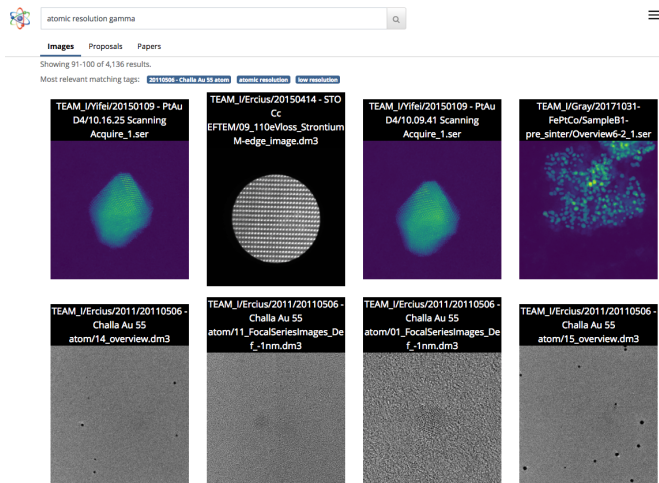 atomic resolution gamma
Images Proposals Papers
Showing 91-100 of 4,136 results.
Most relevant matching tags: 20110506 - Challa Au 55 atom atomic resolution low resolution
TEAM_I/Yifei/20150109 - PtAu
D4/10.16.25 Scanning
Acquire_1.ser
TEAM_I/Ercius/20150414 - STO
Cc
EFTEM/09_110eVloss_Strontium
M-edge_image.dm3
TEAM_I/Yifei/20150109 - PtAu
D4/10.09.41 Scanning
Acquire_1.ser
TEAM_I/Gray/20171031-
FePtCo/SampleB1-
pre_sinter/Overview6-2_1.ser
TEAM_I/Ercius/2011/20110506 -
Challa Au 55
atom/14_overview.dm3
TEAM_I/Ercius/2011/20110506 -
Challa Au 55
atom/11_FocalSeriesImages_De
f_-1nm.dm3
TEAM_I/Ercius/2011/20110506 -
Challa Au 55
atom/01_FocalSeriesImages_De
f_-1nm.dm3
TEAM_I/Ercius/2011/20110506 -
Challa Au 55
atom/15_overview.dm3